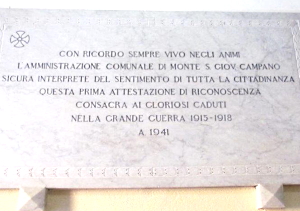 CON RICORDO SEMPRE VIVO NEGLI ANIMI
L'AMMINISTRAZIONE COMUNALE DI MONTE S. GIOV. CAMPANO
SICURA INTERPRETE DEL SENTIMENTO DI TUTTA LA CITTADINANZA
QUESTA PRIMA ATTESTAZIONE DI RICONOSCENZA
CONSACRA AI GLORIOSI CADUTI
NELLA GRANDE GUERRA 1915-1918
A. 1941